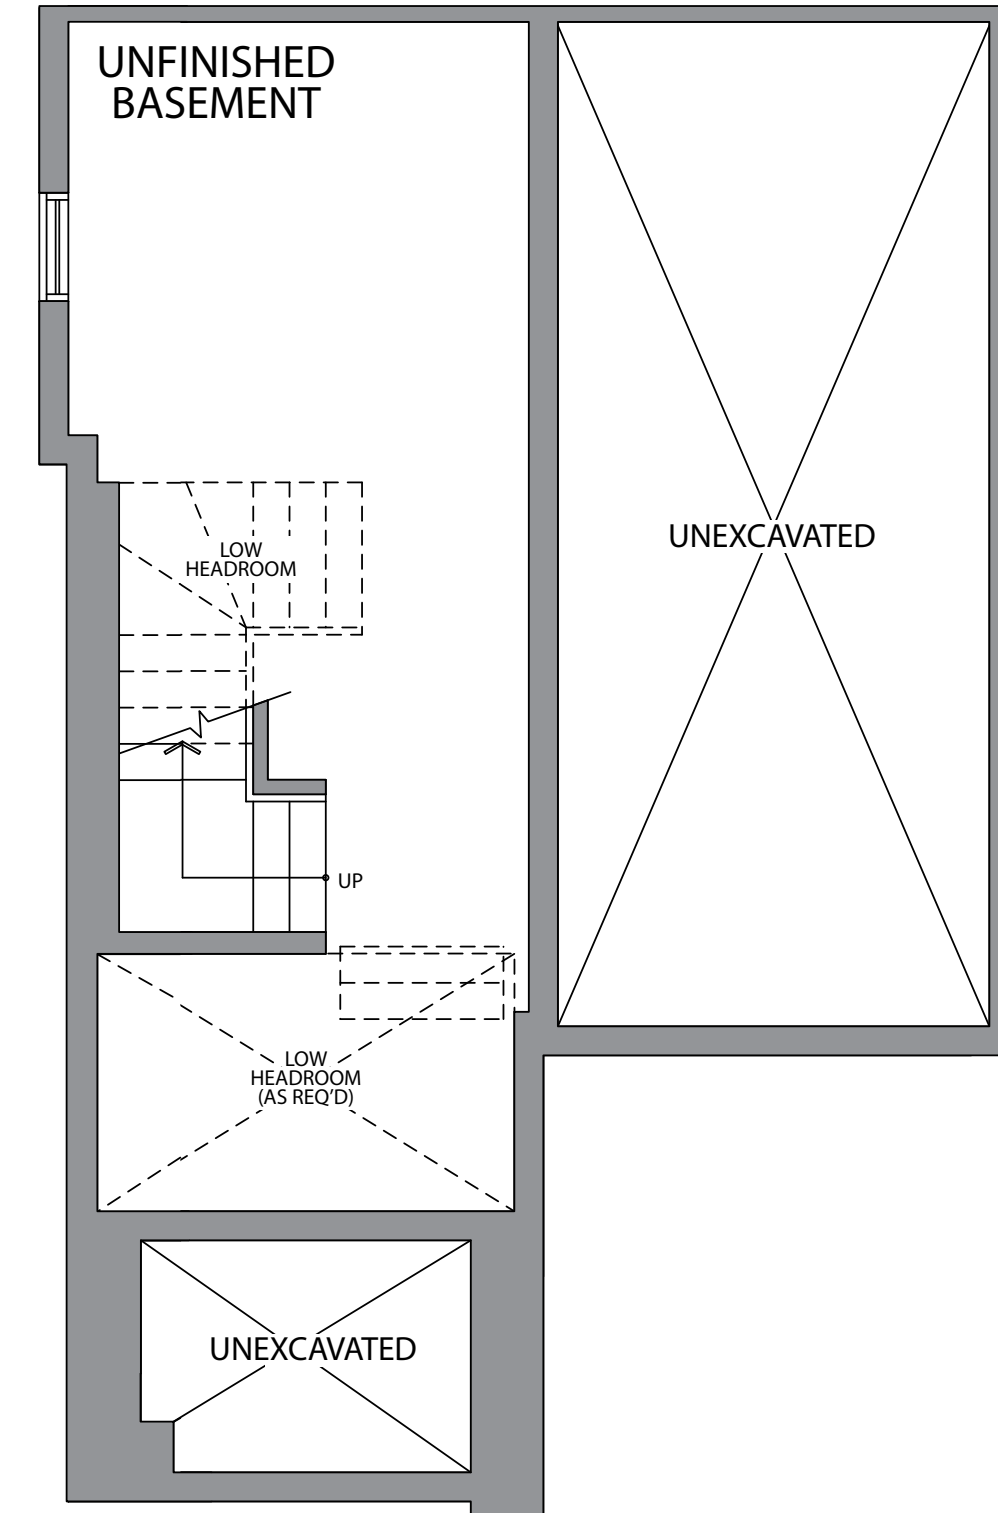 UNFINISHED
BASEMENT
UNEXCAVATED
LOW
HEADROOM
UP
LOW
HEADROOM
(AS REQ'D)
UNEXCAVATED